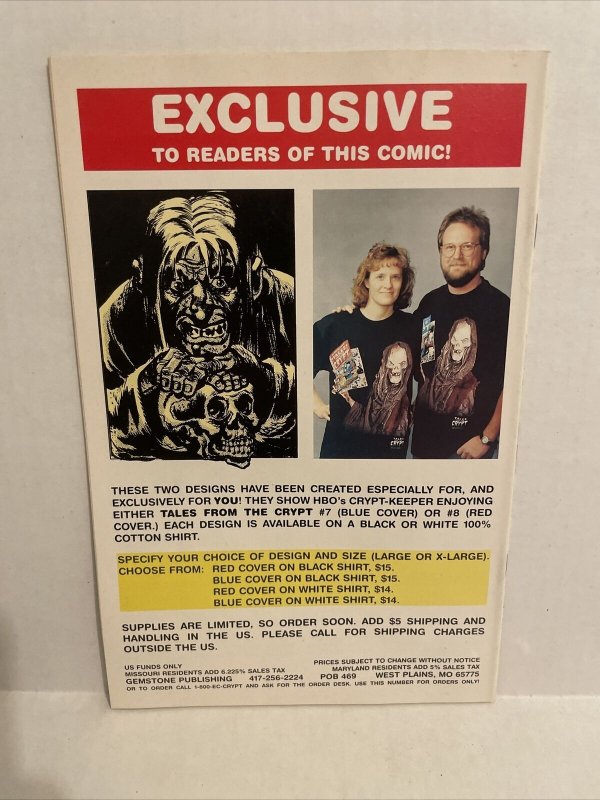 EXCLUSIVE
TO READERS OF THIS COMIC!
TALES
CRYPT
TALES
CRYPT
THESE TWO DESIGNS HAVE BEEN CREATED ESPECIALLY FOR, AND
EXCLUSIVELY FOR YOU! THEY SHOW HBO's CRYPT-KEEPER ENJOYING
EITHER TALES FROM THE CRYPT #7 (BLUE COVER) OR #8 (RED
COVER.) EACH DESIGN IS AVAILABLE ON A BLACK OR WHITE 100%
COTTON SHIRT.
SPECIFY YOUR CHOICE OF DESIGN AND SIZE (LARGE OR X-LARGE).
CHOOSE FROM: RED COVER ON BLACK SHIRT, $15.
BLUE COVER ON BLACK SHIRT, $15.
RED COVER ON WHITE SHIRT, $14.
BLUE COVER ON WHITE SHIRT, $14.
SUPPLIES ARE LIMITED, SO ORDER SOON. ADD $5 SHIPPING AND
HANDLING IN THE US. PLEASE CALL FOR SHIPPING CHARGES
OUTSIDE THE US.
US FUNDS ONLY PRICES SUBJECT TO CHANGE WITHOUT NOTICE
MISSOURI RESIDENTS ADD 6.225% SALES TAX MARYLAND RESIDENTS ADD 5% SALES TAX
GEMSTONE PUBLISHING 417-256-2224 POB 469 WEST PLAINS, MO 65775
OR TO ORDER CALL 1-800-EC-CRYPT AND ASK FOR THE ORDER DESK. USE THIS NUMBER FOR ORDERS ONLY!